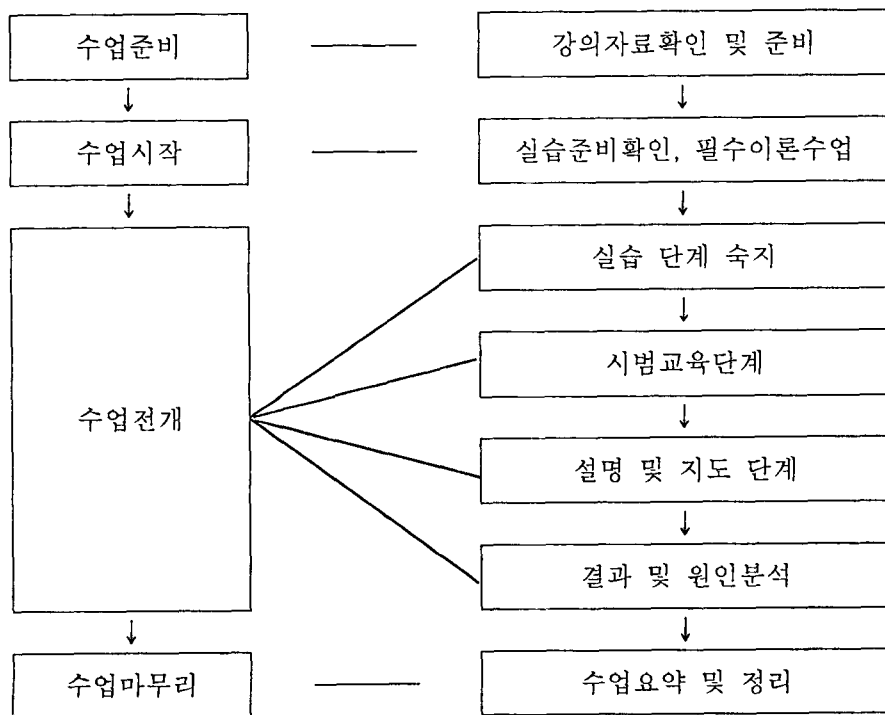 수업준비
강의자료확인 및 준비
수업시작
실습준비확인, 필수이론수업
수업전개
실습 단계 숙지
시범교육단계
설명 및 지도 단계
결과 및 원인분석
수업마무리
수업요약 및 정리